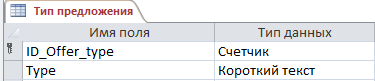 Тип предложения
Имя поля Тип данных
ID_Offer_type Счетчик
Type Короткий текст